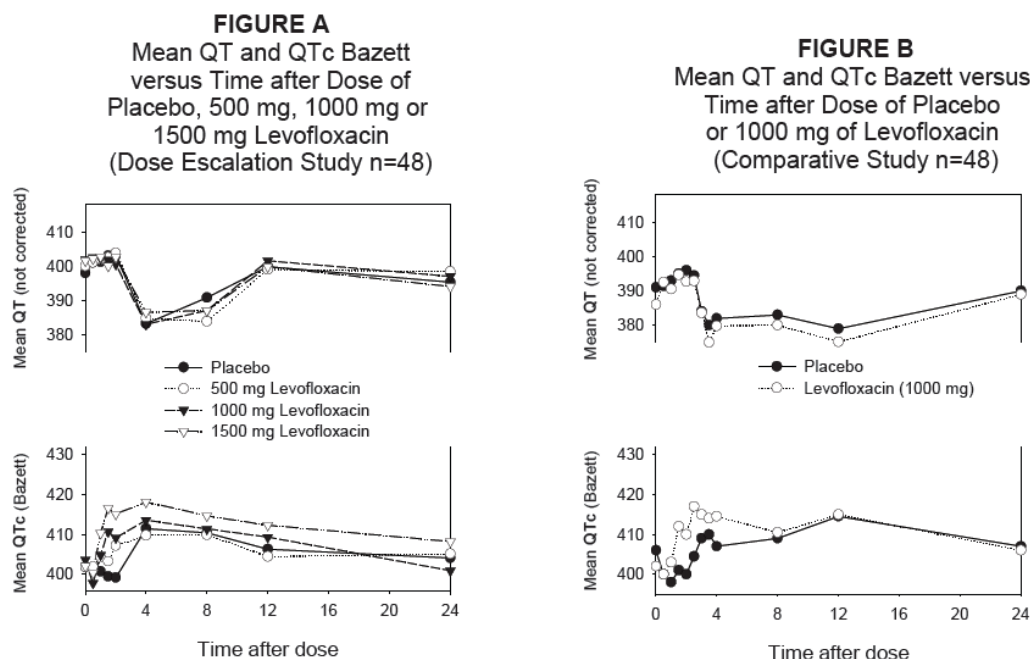 FIGURE A
Mean QT and QTc Bazett
versus Time after Dose of
Placebo, 500 mg, 1000 mg or
1500 mg Levofloxacin
(Dose Escalation Study n=48)
Mean QT (not corrected)
410
400
390
380
Placebo
500 mg Levofloxacin
1000 mg Levofloxacin
1500 mg Levofloxacin
Mean QTc (Bazett)
430
420
410
400
0 4 8 12 24
Time after dose
FIGURE B
Mean QT and QTc Bazett versus
Time after Dose of Placebo
or 1000 mg of Levofloxacin
(Comparative Study n=48)
Mean QT (not corrected)
410
400
390
380
Placebo
Levofloxacin (1000 mg)
Mean QTc (Bazett)
430
420
410
400
0 4 8 12 24
Time after dose